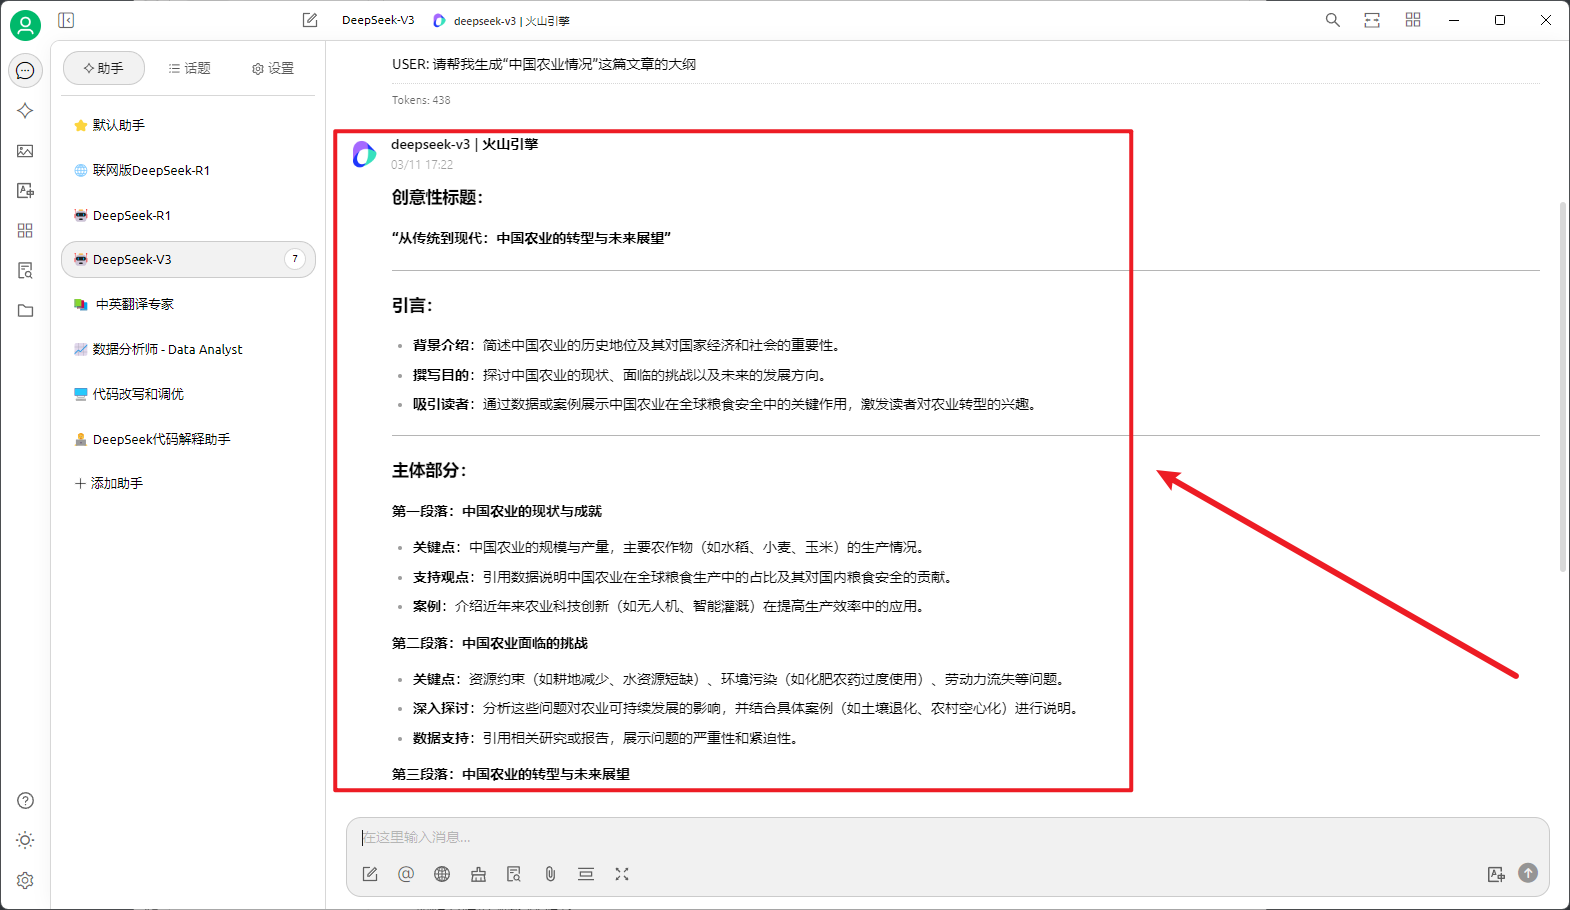 DeepSeek-V3
deepseek-v3 | 火山引擎
助手
话题
设置
默认助手
联网版DeepSeek-R1
DeepSeek-R1
DeepSeek-V3
7
中英翻译专家
数据分析师 - Data Analyst
代码改写和调优
DeepSeek代码解释助手
添加助手
USER: 请帮我生成“中国农业情况”这篇文章的大纲
Tokens: 438
deepseek-v3 | 火山引擎
03/11 17:22
创意性标题：
“从传统到现代：中国农业的转型与未来展望”
引言：
背景介绍：简述中国农业的历史地位及其对国家经济和社会的重要性。
撰写目的：探讨中国农业的现状、面临的挑战以及未来的发展方向。
吸引读者：通过数据或案例展示中国农业在全球粮食安全中的关键作用，激发读者对农业转型的兴趣。
主体部分：
第一段落：中国农业的现状与成就
关键点：中国农业的规模与产量，主要农作物（如水稻、小麦、玉米）的生产情况。
支持观点：引用数据说明中国农业在全球粮食生产中的占比及其对国内粮食安全的贡献。
案例：介绍近年来农业科技创新（如无人机、智能灌溉）在提高生产效率中的应用。
第二段落：中国农业面临的挑战
关键点：资源约束（如耕地减少、水资源短缺）、环境污染（如化肥农药过度使用）、劳动力流失等问题。
深入探讨：分析这些问题对农业可持续发展的影响，并结合具体案例（如土壤退化、农村空心化）进行说明。
数据支持：引用相关研究或报告，展示问题的严重性和紧迫性。
第三段落：中国农业的转型与未来展望
在这里输入消息...